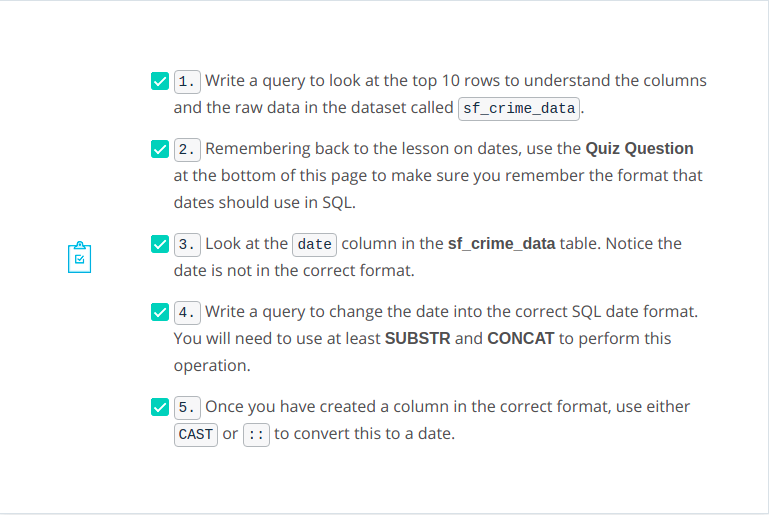 1. Write a query to look at the top 10 rows to understand the columns
and the raw data in the dataset called sf_crime_data.
2. Remembering back to the lesson on dates, use the Quiz Question
at the bottom of this page to make sure you remember the format that
dates should use in SQL.
3. Look at the date column in the sf_crime_data table. Notice the
date is not in the correct format.
4. Write a query to change the date into the correct SQL date format.
You will need to use at least SUBSTR and CONCAT to perform this
operation.
5. Once you have created a column in the correct format, use either
CAST or :: to convert this to a date.